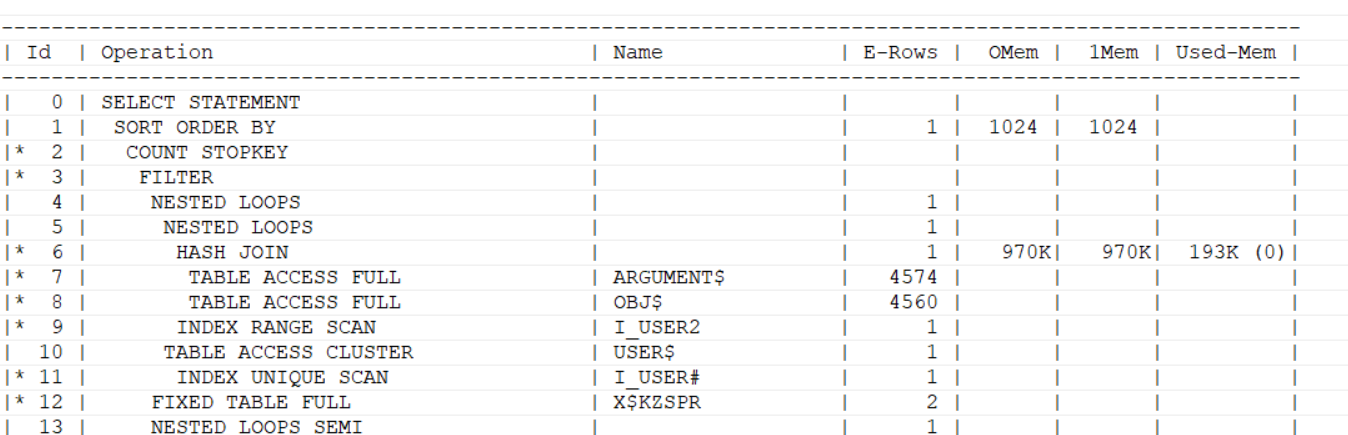 --------------------------------------------------------------------------------------------------------
| Id  | Operation                              | Name              | E-Rows |  OMem |  1Mem | Used-Mem |
--------------------------------------------------------------------------------------------------------
|   0 | SELECT STATEMENT                       |                   |        |       |       |          |
|   1 |  SORT ORDER BY                         |                   |      1 |  1024 |  1024 |          |
|*  2 |   COUNT STOPKEY                        |                   |        |       |       |          |
|*  3 |    FILTER                              |                   |        |       |       |          |
|   4 |     NESTED LOOPS                       |                   |      1 |       |       |          |
|   5 |      NESTED LOOPS                      |                   |      1 |       |       |          |
|*  6 |       HASH JOIN                        |                   |      1 |   970K|   970K|  193K (0)|
|*  7 |        TABLE ACCESS FULL               | ARGUMENT$         |   4574 |       |       |          |
|*  8 |        TABLE ACCESS FULL               | OBJ$              |   4560 |       |       |          |
|*  9 |       INDEX RANGE SCAN                 | I_USER2           |      1 |       |       |          |
|  10 |      TABLE ACCESS CLUSTER              | USER$             |      1 |       |       |          |
|* 11 |       INDEX UNIQUE SCAN                | I_USER#           |      1 |       |       |          |
|* 12 |     FIXED TABLE FULL                   | X$KZSPR           |      2 |       |       |          |
|  13 |     NESTED LOOPS SEMI                  |                   |      1 |       |       |          |